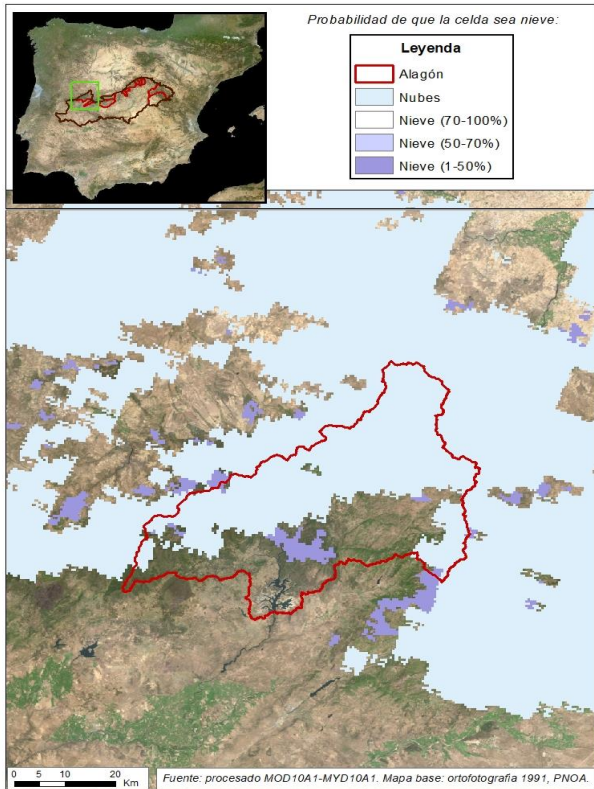 Probabilidad de que la celda sea nieve:
Leyenda
Alagón
Nubes
Nieve (70-100%)
Nieve (50-70%)
Nieve (1-50%)
0 5 10 20
Km
Fuente: procesado MOD10A1-MYD10A1. Mapa base: ortofotografía 1991, PNOA.